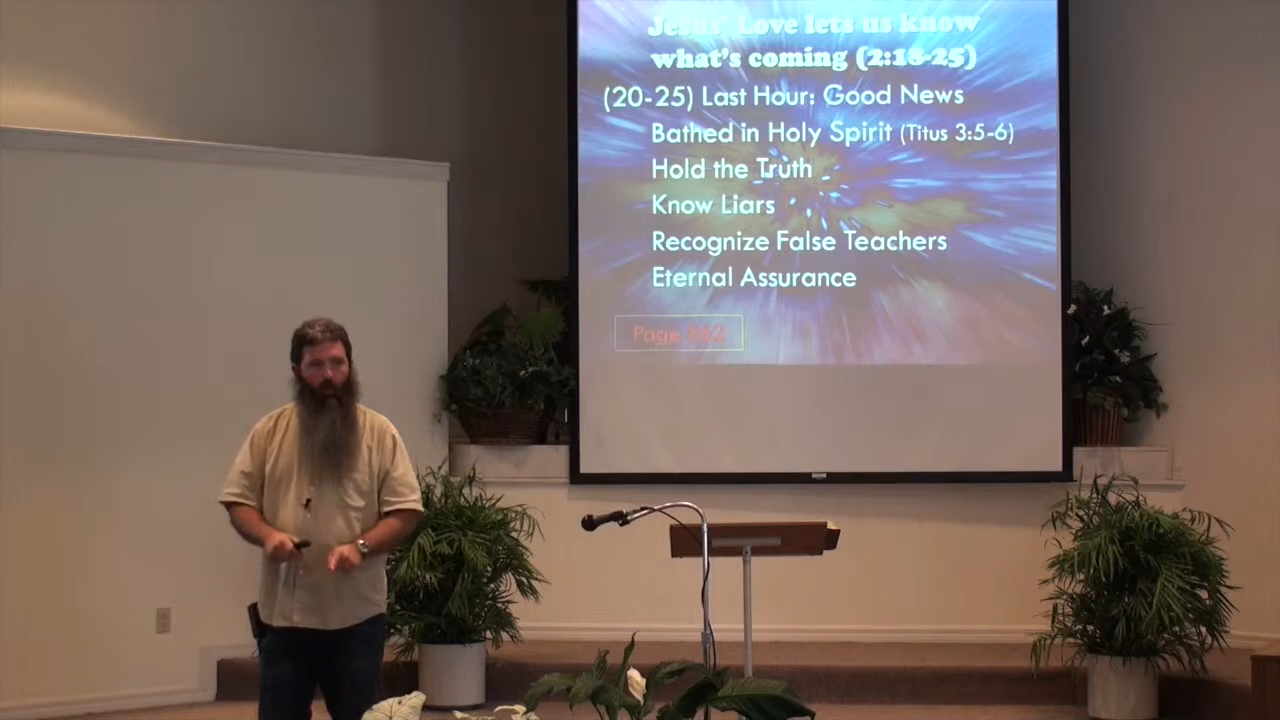 Jesus' Love lets us know
what's coming (2:18-25)
(20-25) Last Hour: Good News
Bathed in Holy Spirit (Titus 3:5-6)
Hold the Truth
Know Liars
Recognize False Teachers
Eternal Assurance
Page